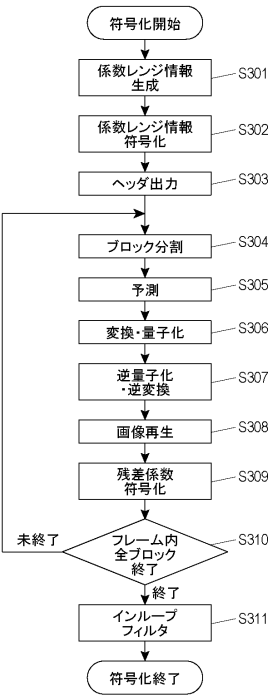 符号化開始
係数レンジ情報
生成
S301
係数レンジ情報
符号化
S302
ヘッダ出力
S303
ブロック分割
S304
予測
S305
変換・量子化
S306
逆量子化
・逆変換
S307
画像再生
S308
残差係数
符号化
S309
未終了
フレーム内
全ブロック
終了
S310
終了
インループ
フィルタ
S311
符号化終了